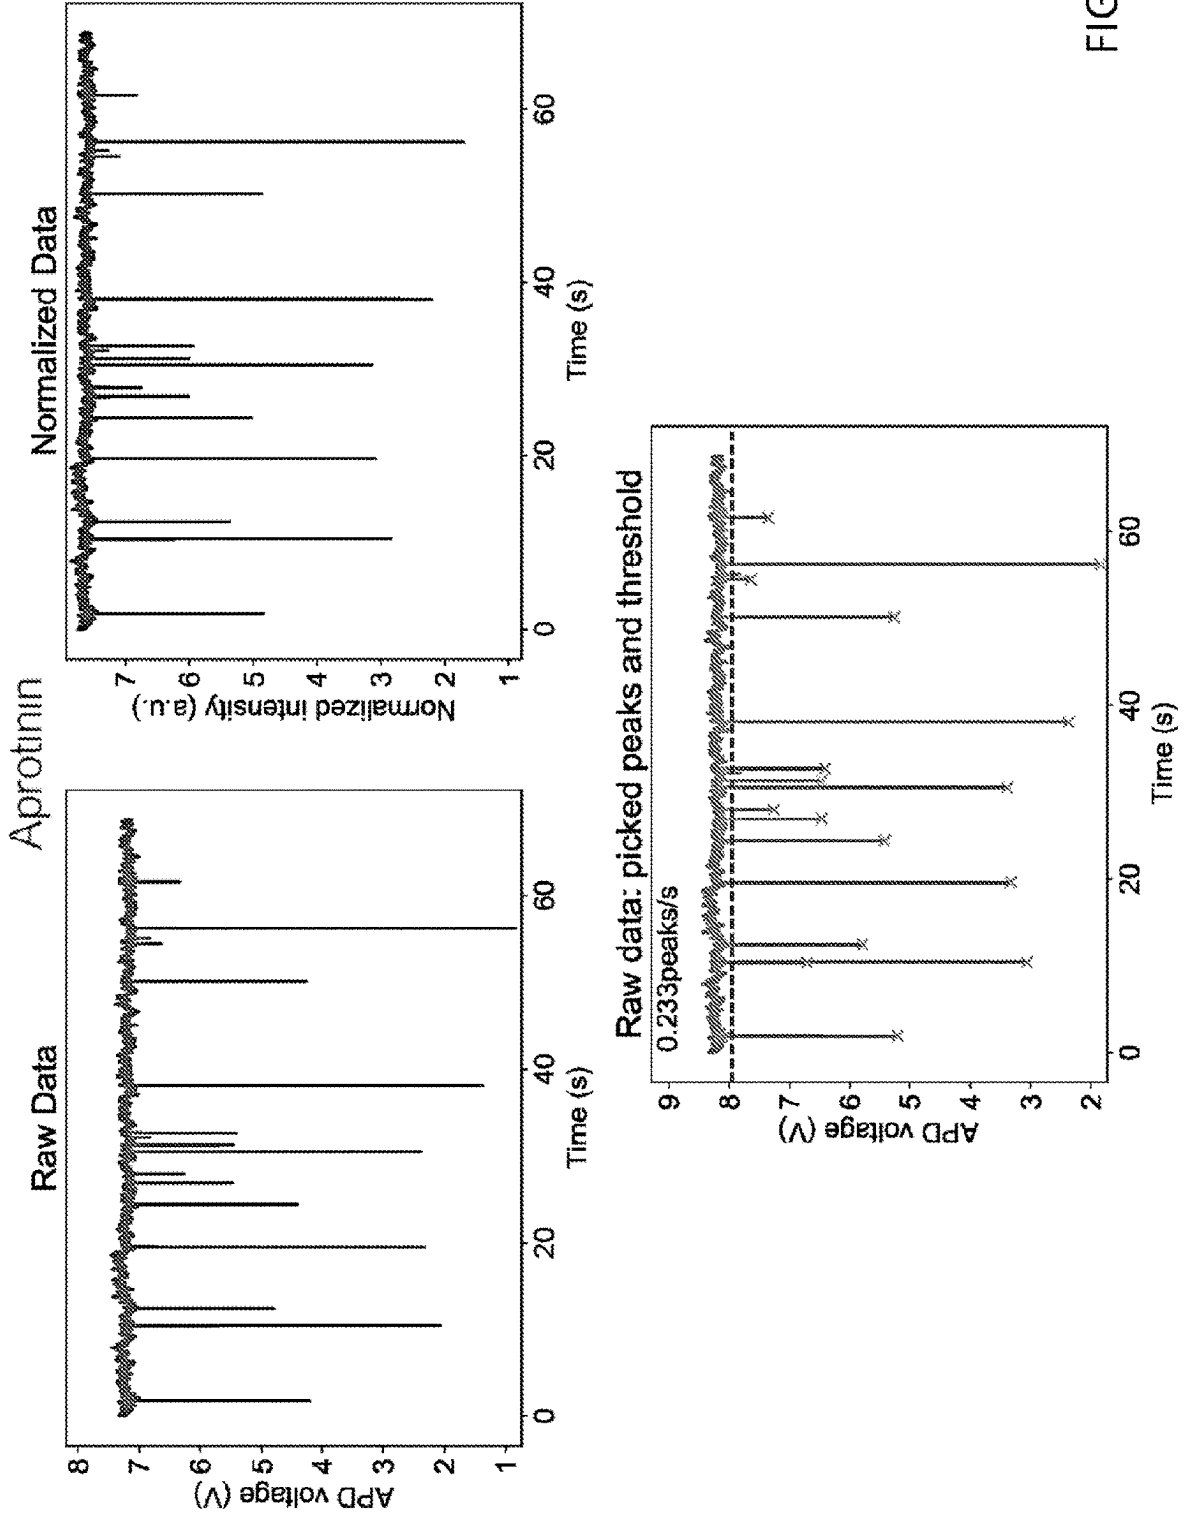 Aprotinin
Raw Data
8
7
6
5
4
3
2
1
APD voltage (V)
0
20
40
60
Time (s)
Normalized Data
7
6
5
4
3
2
1
Normalized intensity (a.u.)
0
20
40
60
Time (s)
Raw data: picked peaks and threshold
0.233peaks/s
9
8
7
6
5
4
3
2
APD voltage (V)
0
20
40
60
Time (s)
FIG